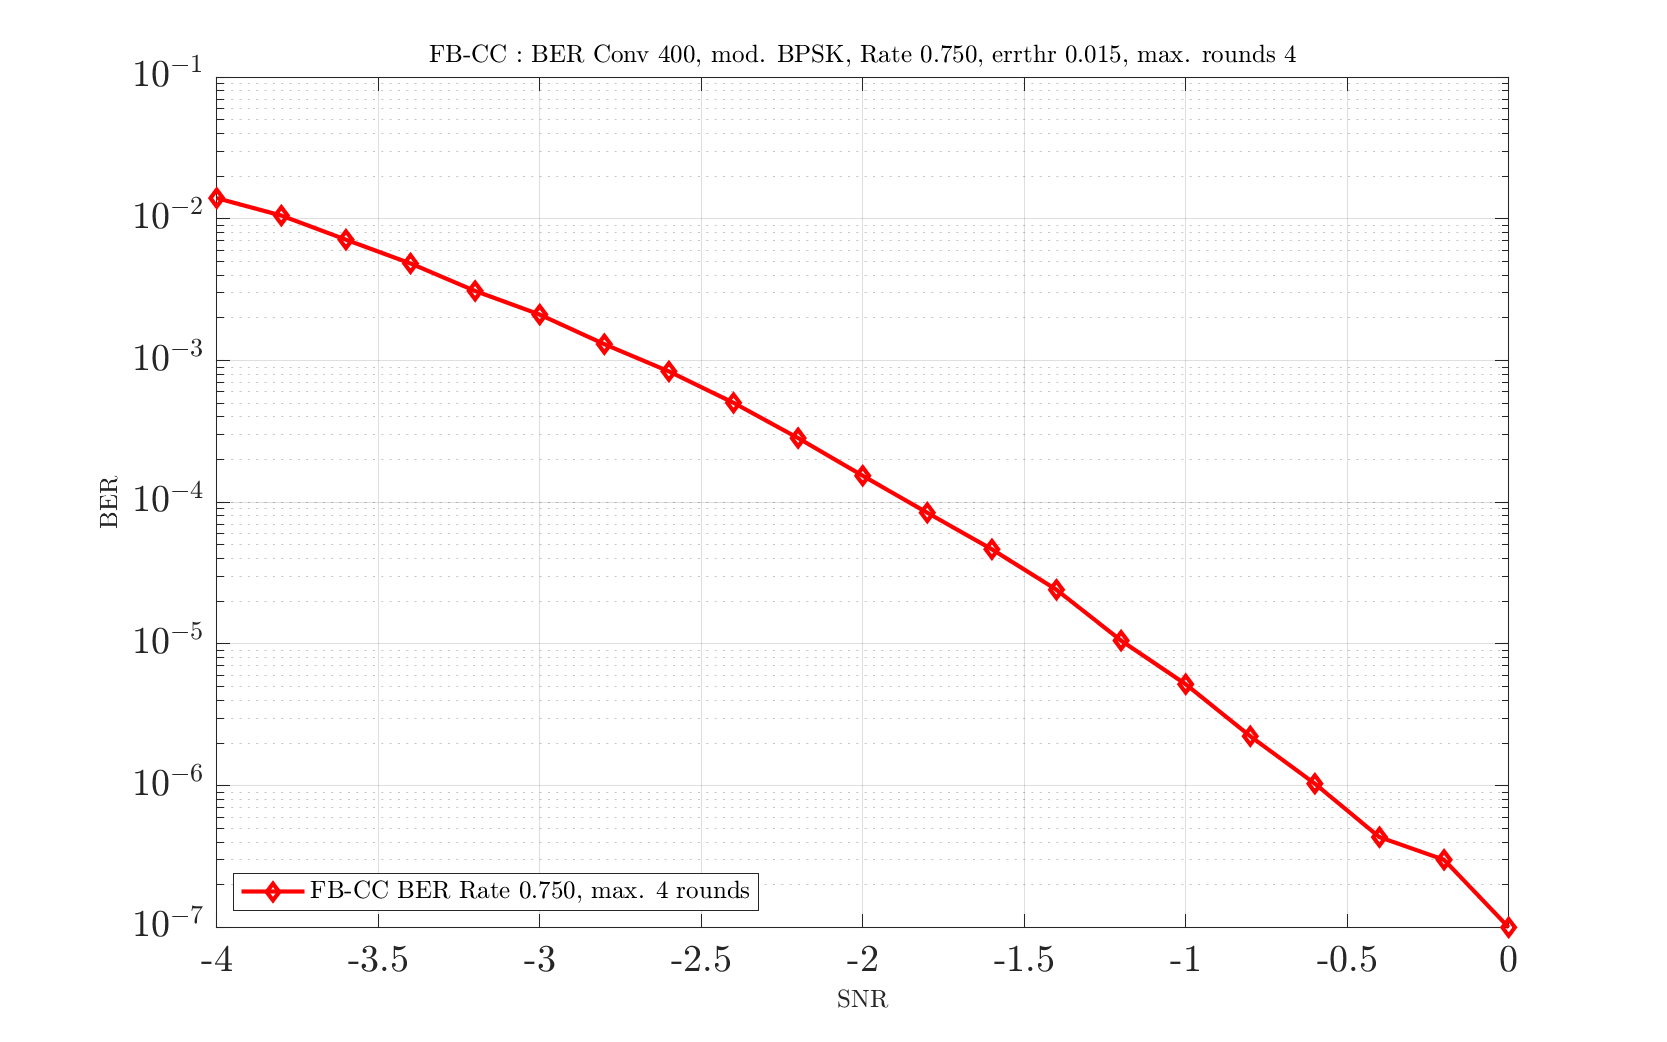 FB-CC : BER Conv 400, mod. BPSK, Rate 0.750, errthr 0.015, max. rounds 4
10^{-1}
10^{-2}
10^{-3}
10^{-4}
10^{-5}
10^{-6}
10^{-7}
BER
FB-CC BER Rate 0.750, max. 4 rounds
-4 -3.5 -3 -2.5 -2 -1.5 -1 -0.5 0
SNR